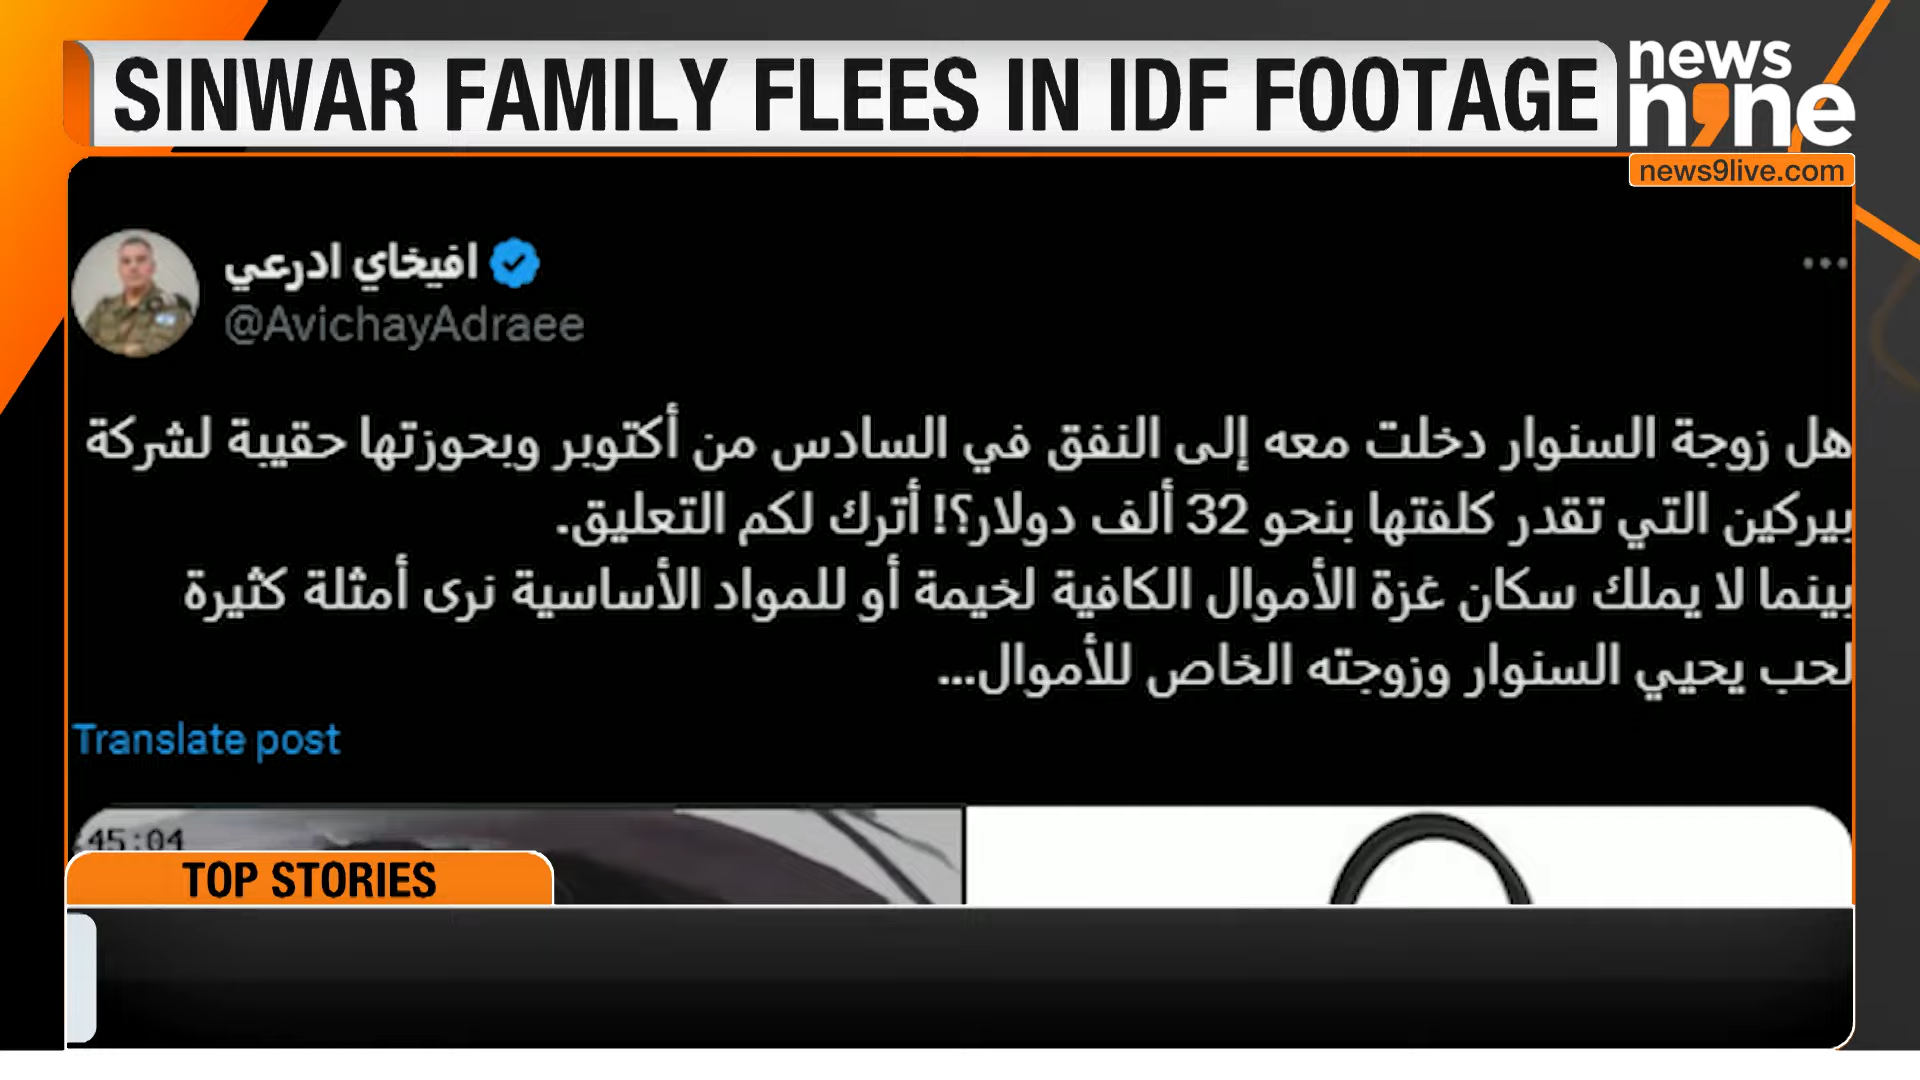 SINWAR FAMILY FLEES IN IDF FOOTAGE
news
nine
news9live.com
افيخاي ادرعي
@AvichayAdraee
هل زوجة السنوار دخلت معه إلى النفق في السادس من أكتوبر وبحوزتها حقيبة لشركة
بيركين التي تقدر كلفتها بنحو 32 ألف دولار؟! أترك لكم التعليق.
بينما لا يملك سكان غزة الأموال الكافية لخيمة أو للمواد الأساسية نرى أمثلة كثيرة
لحب يحيي السنوار وزوجته الخاص للأموال...
Translate post
:45:04
TOP STORIES